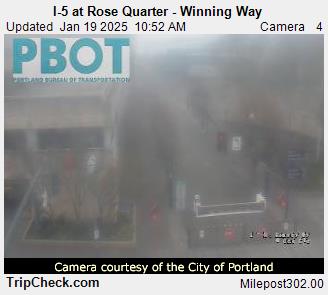 I-5 at Rose Quarter - Winning Way
Updated Jan 19 2025 10:52 AM Camera 4
PBOT
PORTLAND BUREAU OF TRANSPORTATION
Camera courtesy of the City of Portland
TripCheck.com Milepost302.00